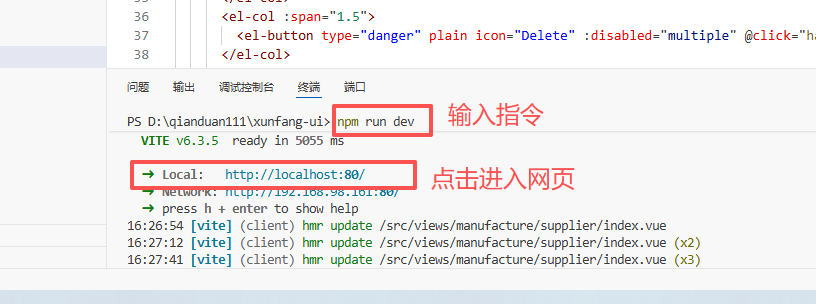 36 <el-col :span="1.5">
37 <el-button type="danger" plain icon="Delete" :disabled="multiple" @click="ha
38 </el-col>
问题 输出 调试控制台 终端 端口
PS D:\qianduan111\xunfang-ui> npm run dev 输入指令
VITE v6.3.5 ready in 5055 ms
➜ Local: http://localhost:80/ 点击进入网页
➜ Network: http://192.168.98.161:80/
➜ press h + enter to show help
16:26:54 [vite] (client) hmr update /src/views/manufacture/supplier/index.vue
16:27:12 [vite] (client) hmr update /src/views/manufacture/supplier/index.vue (x2)
16:27:41 [vite] (client) hmr update /src/views/manufacture/supplier/index.vue (x3)